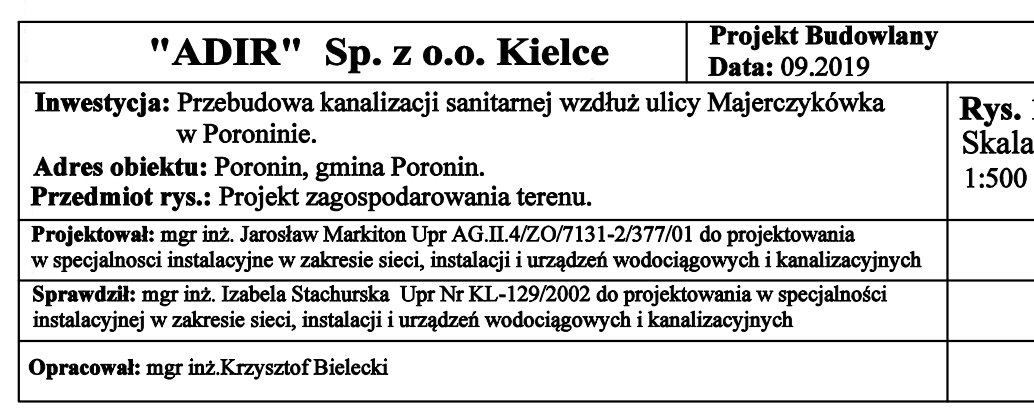 "ADIR" Sp. z o.o. Kielce
Projekt Budowlany
Data: 09.2019
Inwestycja: Przebudowa kanalizacji sanitarnej wzdłuż ulicy Majerczykówka
w Poroninie.
Adres obiektu: Poronin, gmina Poronin.
Przedmiot rys.: Projekt zagospodarowania terenu.
Rys.
Skala
1:500
Projektował: mgr inż. Jarosław Markiton Upr AG.II.4/ZO/7131-2/377/01 do projektowania
w specjalnosci instalacyjne w zakresie sieci, instalacji i urządzeń wodociągowych i kanalizacyjnych
Sprawdził: mgr inż. Izabela Stachurska Upr Nr KL-129/2002 do projektowania w specjalności
instalacyjnej w zakresie sieci, instalacji i urządzeń wodociągowych i kanalizacyjnych
Opracował: mgr inż.Krzysztof Bielecki